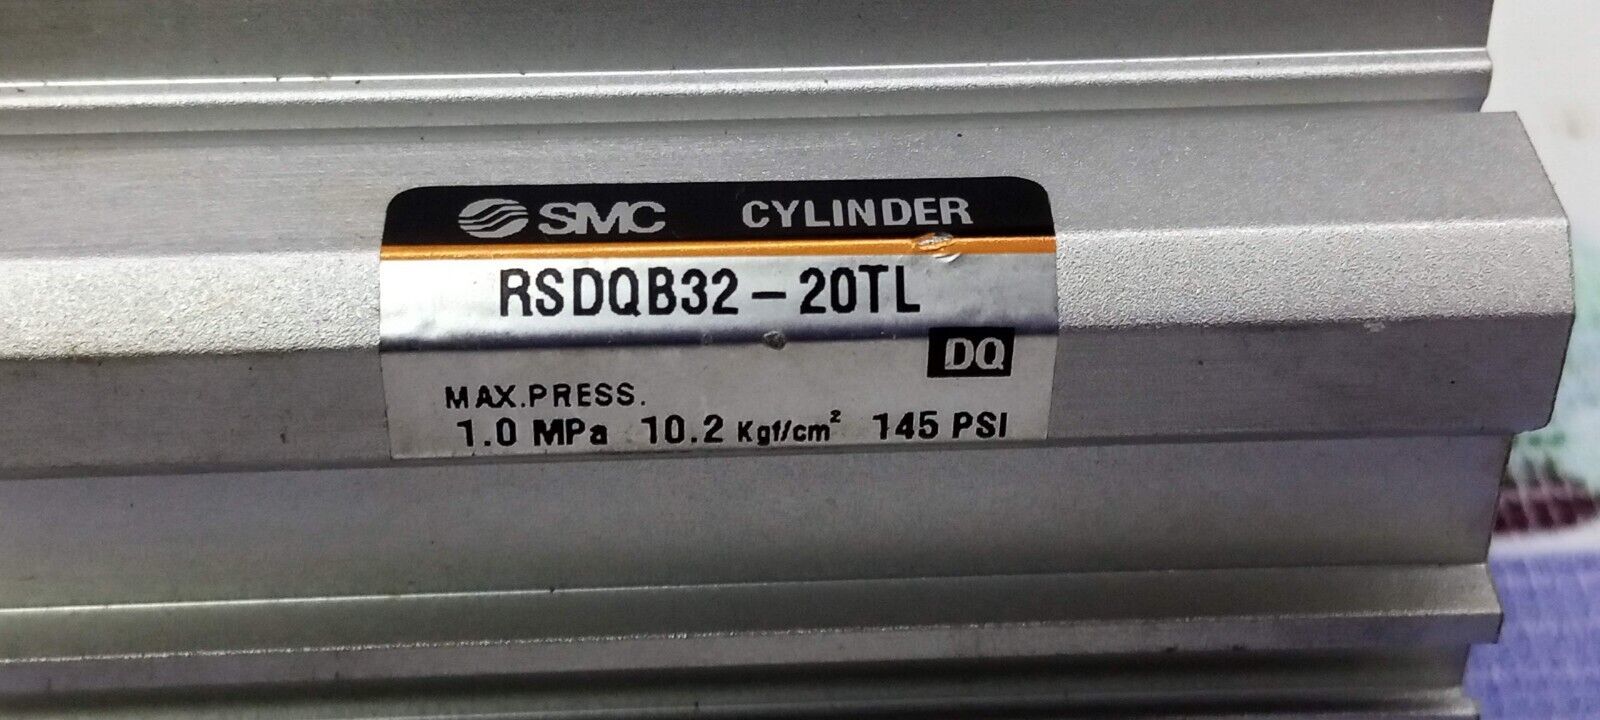 SMC CYLINDER
RSDQB32-20TL
DQ
MAX.PRESS.
1.0 MPa 10.2 Kgf/cm² 145 PSI